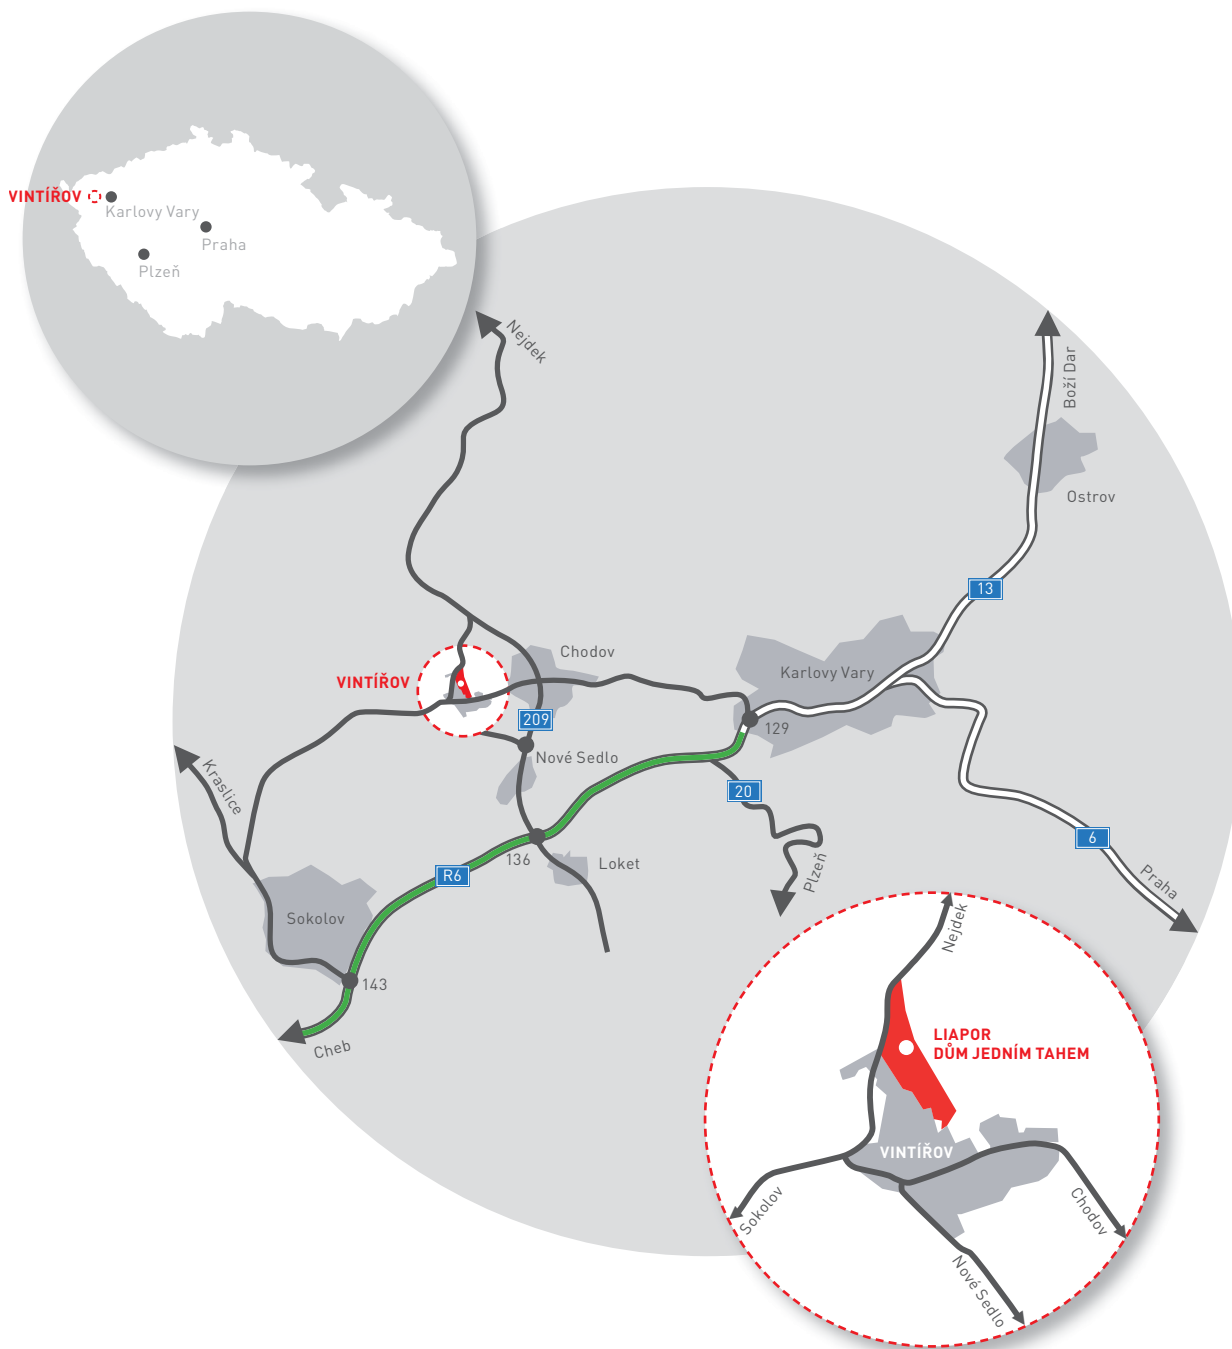 VINTÍŘOV
Karlovy Vary
Praha
Plzeň
Nejdek
Boží Dar
Ostrov
13
Chodov
Karlovy Vary
VINTÍŘOV
209
129
Nové Sedlo
Kraslice
20
6
136
Loket
Plzeň
R6
Praha
Sokolov
143
Cheb
Nejdek
LIAPOR
DŮM JEDNÍM TAHEM
VINTÍŘOV
Sokolov
Chodov
Nové Sedlo